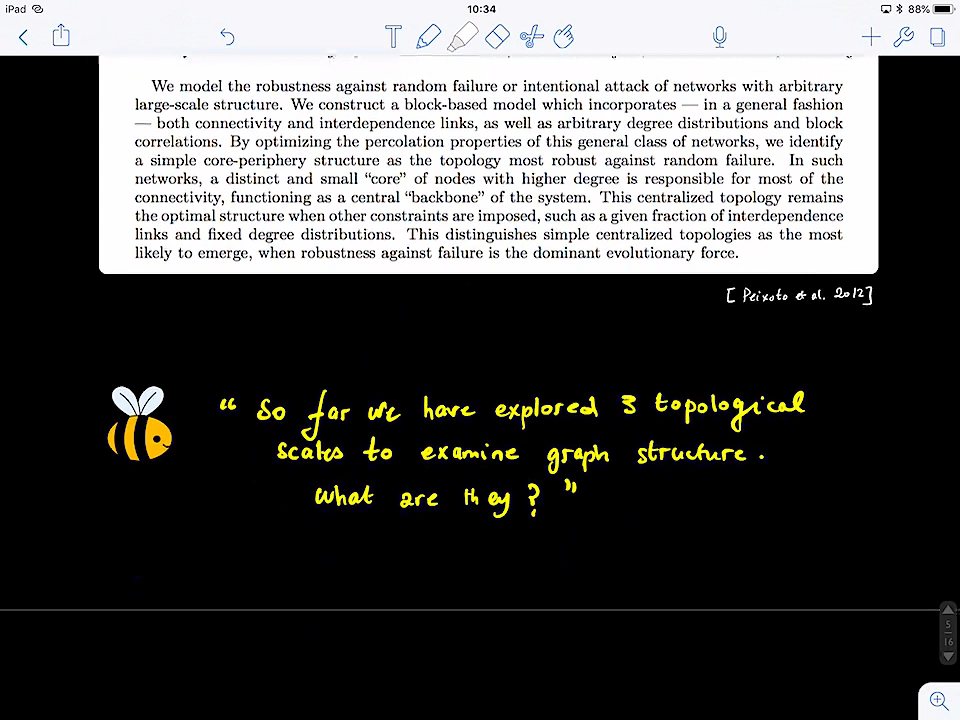 iPad 10:34 88%
T
We model the robustness against random failure or intentional attack of networks with arbitrary
large-scale structure. We construct a block-based model which incorporates — in a general fashion
— both connectivity and interdependence links, as well as arbitrary degree distributions and block
correlations. By optimizing the percolation properties of this general class of networks, we identify
a simple core-periphery structure as the topology most robust against random failure. In such
networks, a distinct and small “core” of nodes with higher degree is responsible for most of the
connectivity, functioning as a central “backbone” of the system. This centralized topology remains
the optimal structure when other constraints are imposed, such as a given fraction of interdependence
links and fixed degree distributions. This distinguishes simple centralized topologies as the most
likely to emerge, when robustness against failure is the dominant evolutionary force.
[Peixoto et al. 2012]
“ So far we have explored 3 topological
scales to examine graph structure.
What are they? ”
5
16